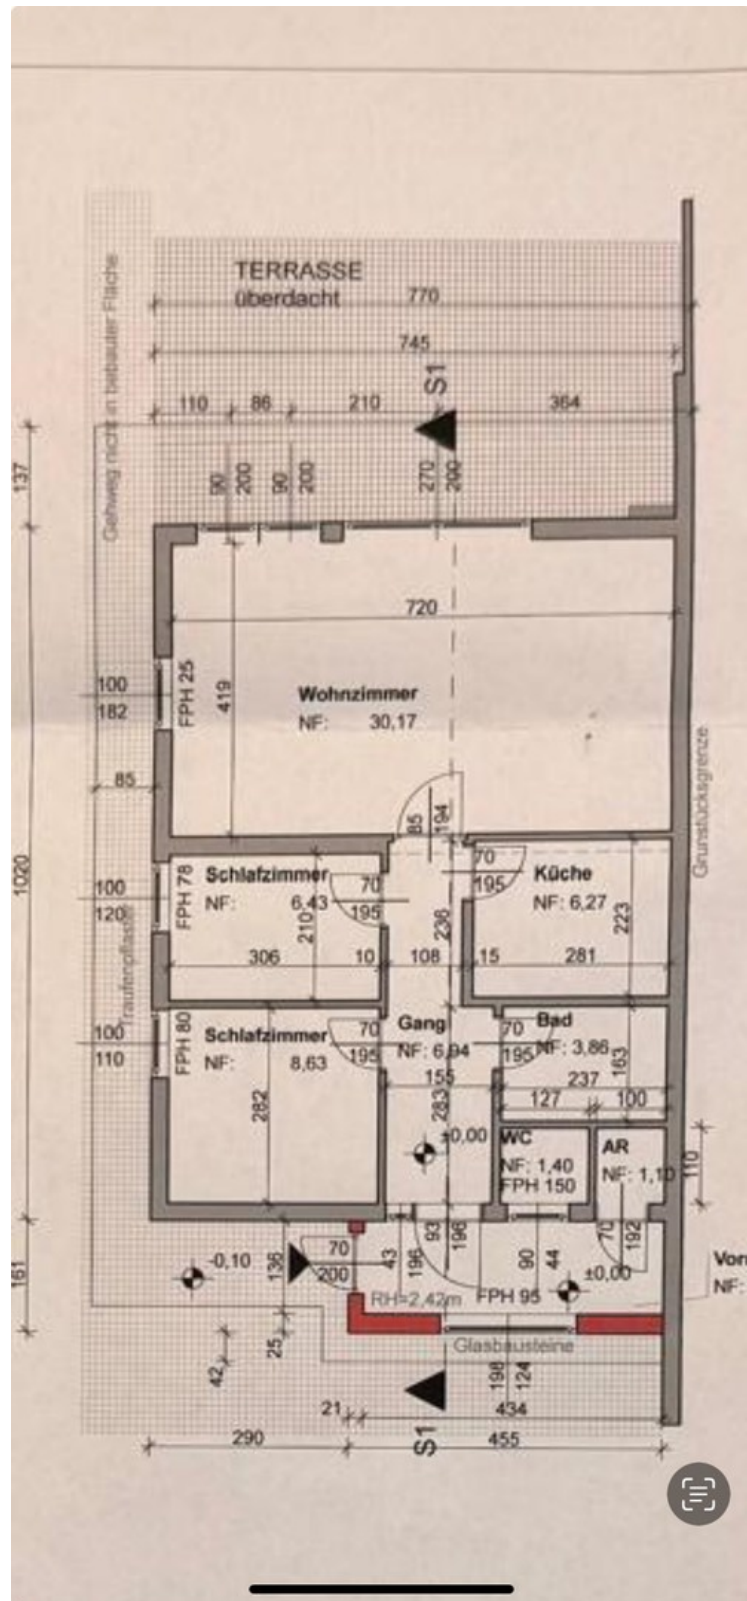 TERRASSE
überdacht
770
745
S1
110 86 210 364
137
90
200
90
200
270
200
Gehweg nicht in bebauter Fläche
720
100
182
FPH 25
419
Wohnzimmer
NF: 30,17
85
85
194
Grundstücksgrenze
1020
100
120
FPH 78
Schlafzimmer
NF: 6,43
210
70
195
70
195
Küche
NF: 6,27
236
223
306 10 108 15 281
Traufenpflaster
100
110
FPH 80
Schlafzimmer
NF: 8,63
70
195
Gang
NF: 6,94
155
70
195
Bad
NF: 3,86
163
237
127 100
282
283
±0,00
WC
NF: 1,40
FPH 150
AR
NF: 1,10
110
161
-0,10
136
70
200
43
196
93
196
90
44
70
192
±0,00
Vor
NF:
RH=2,42m
FPH 95
Glasbausteine
25
42
198
124
21 434
S1
290 455